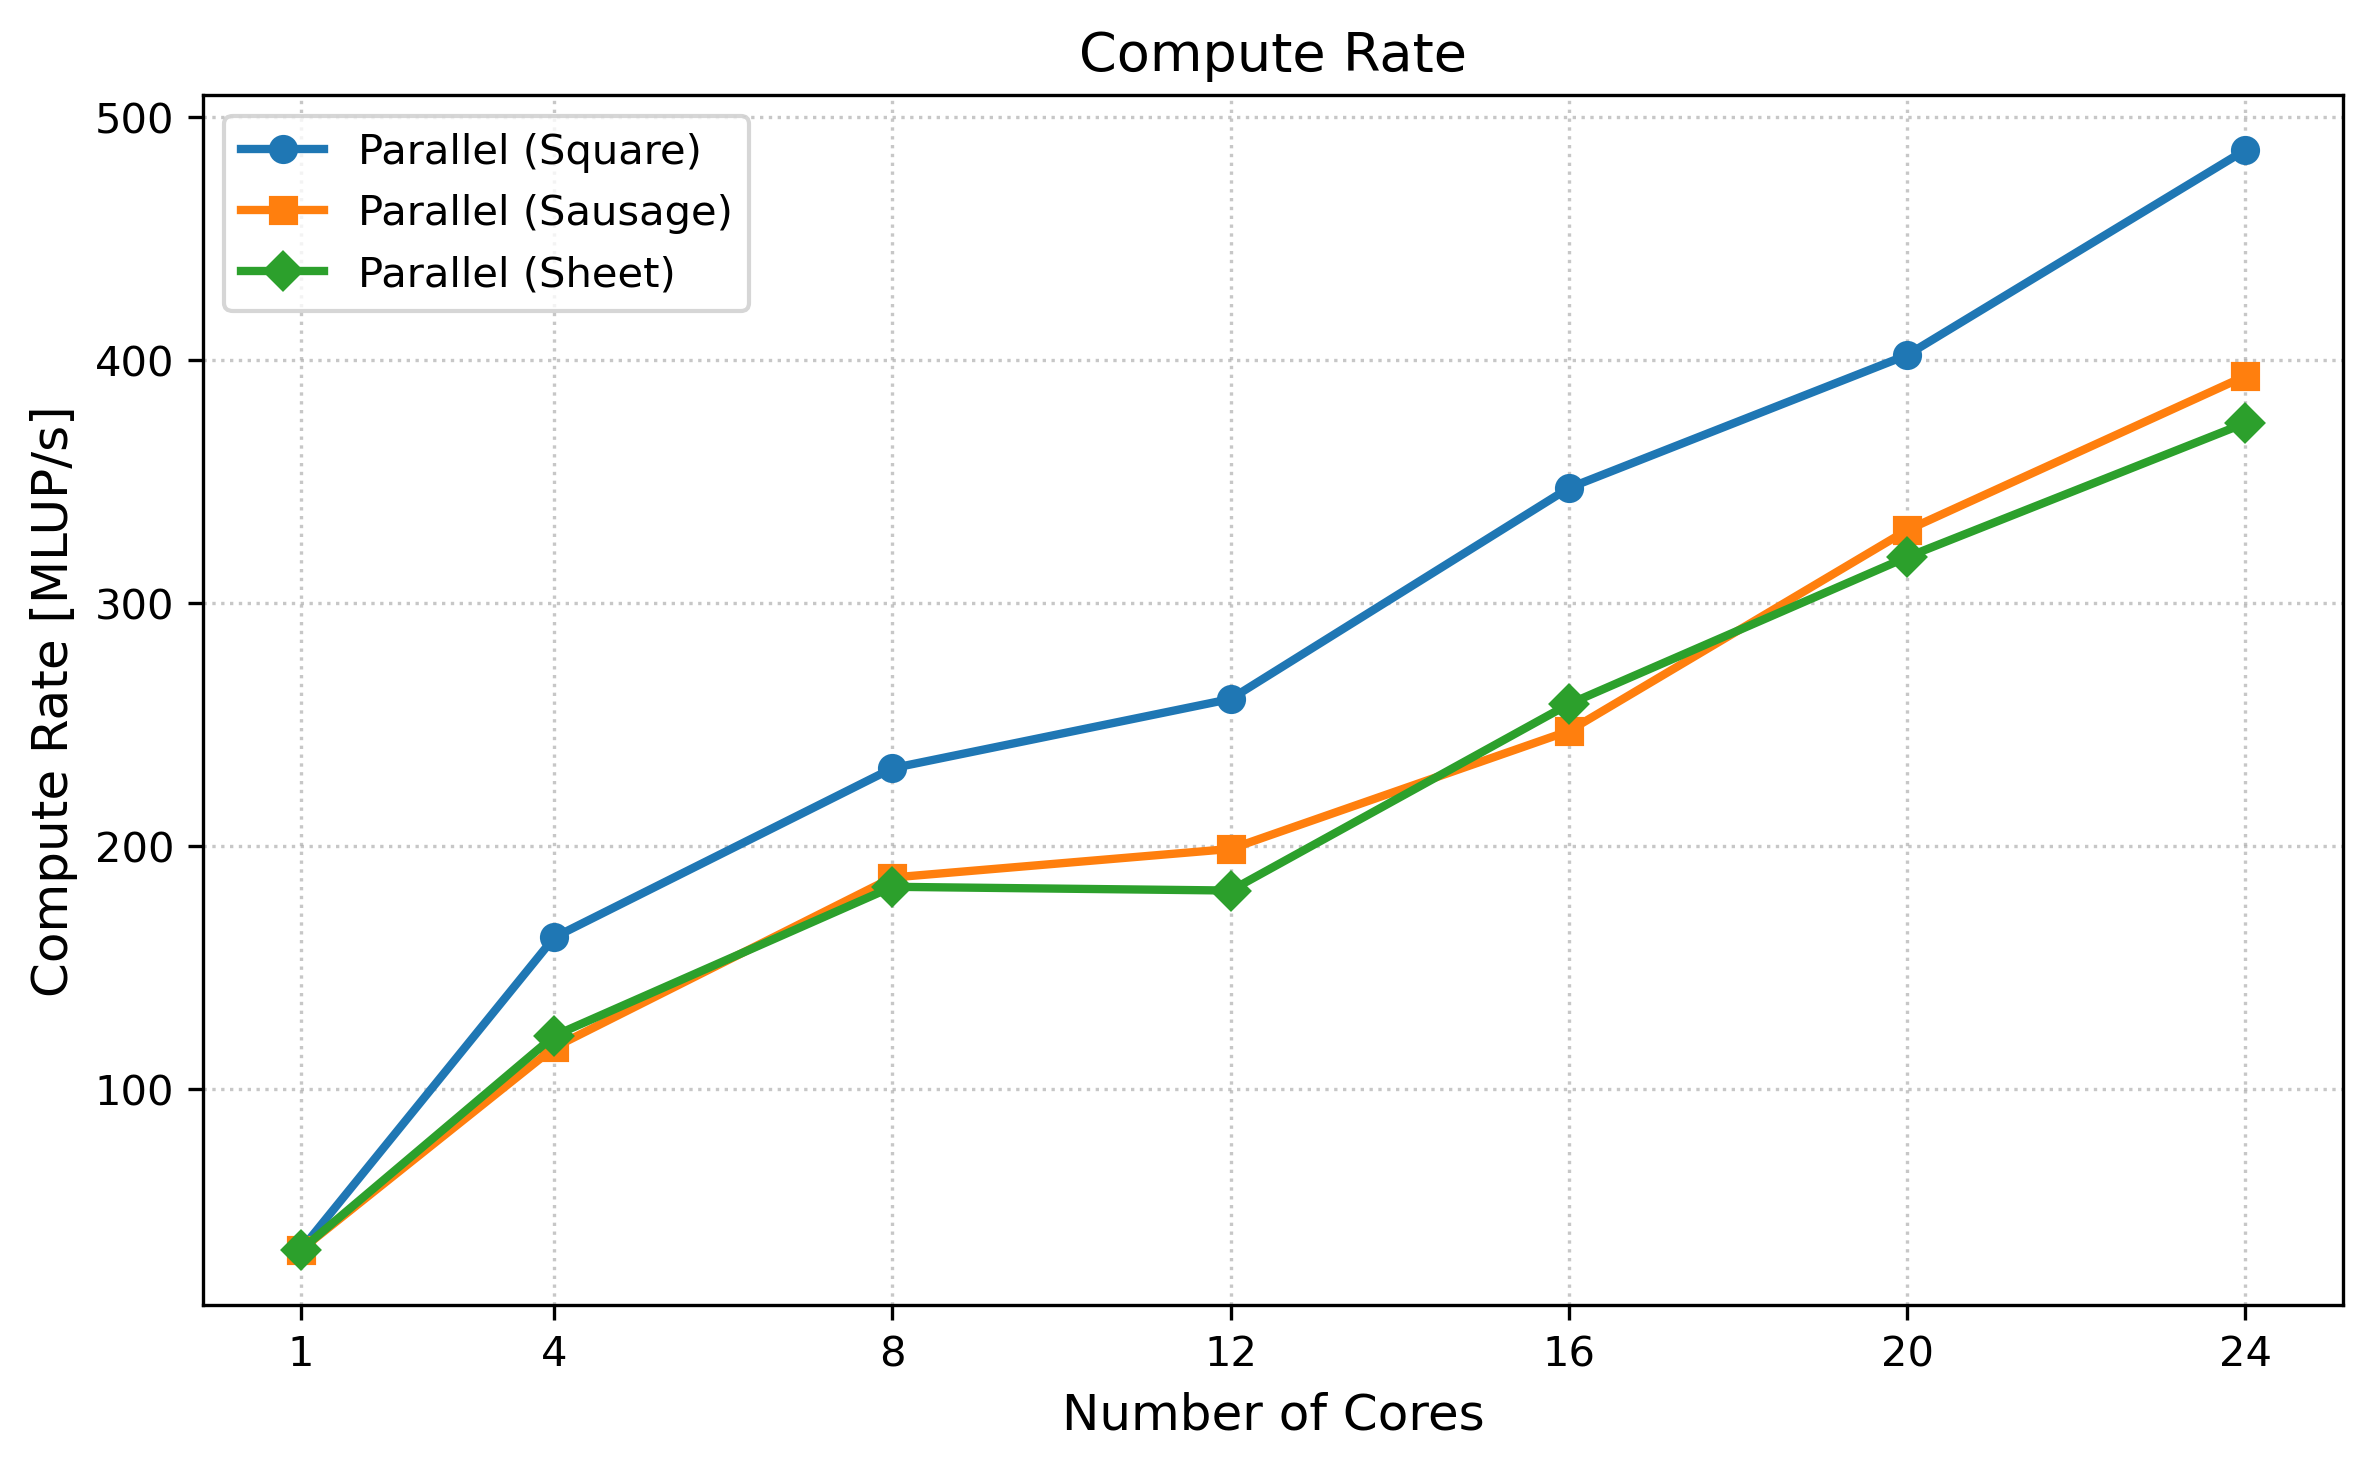 Compute Rate
500
400
300
200
100
Compute Rate [MLUP/s]
Parallel (Square)
Parallel (Sausage)
Parallel (Sheet)
1 4 8 12 16 20 24
Number of Cores